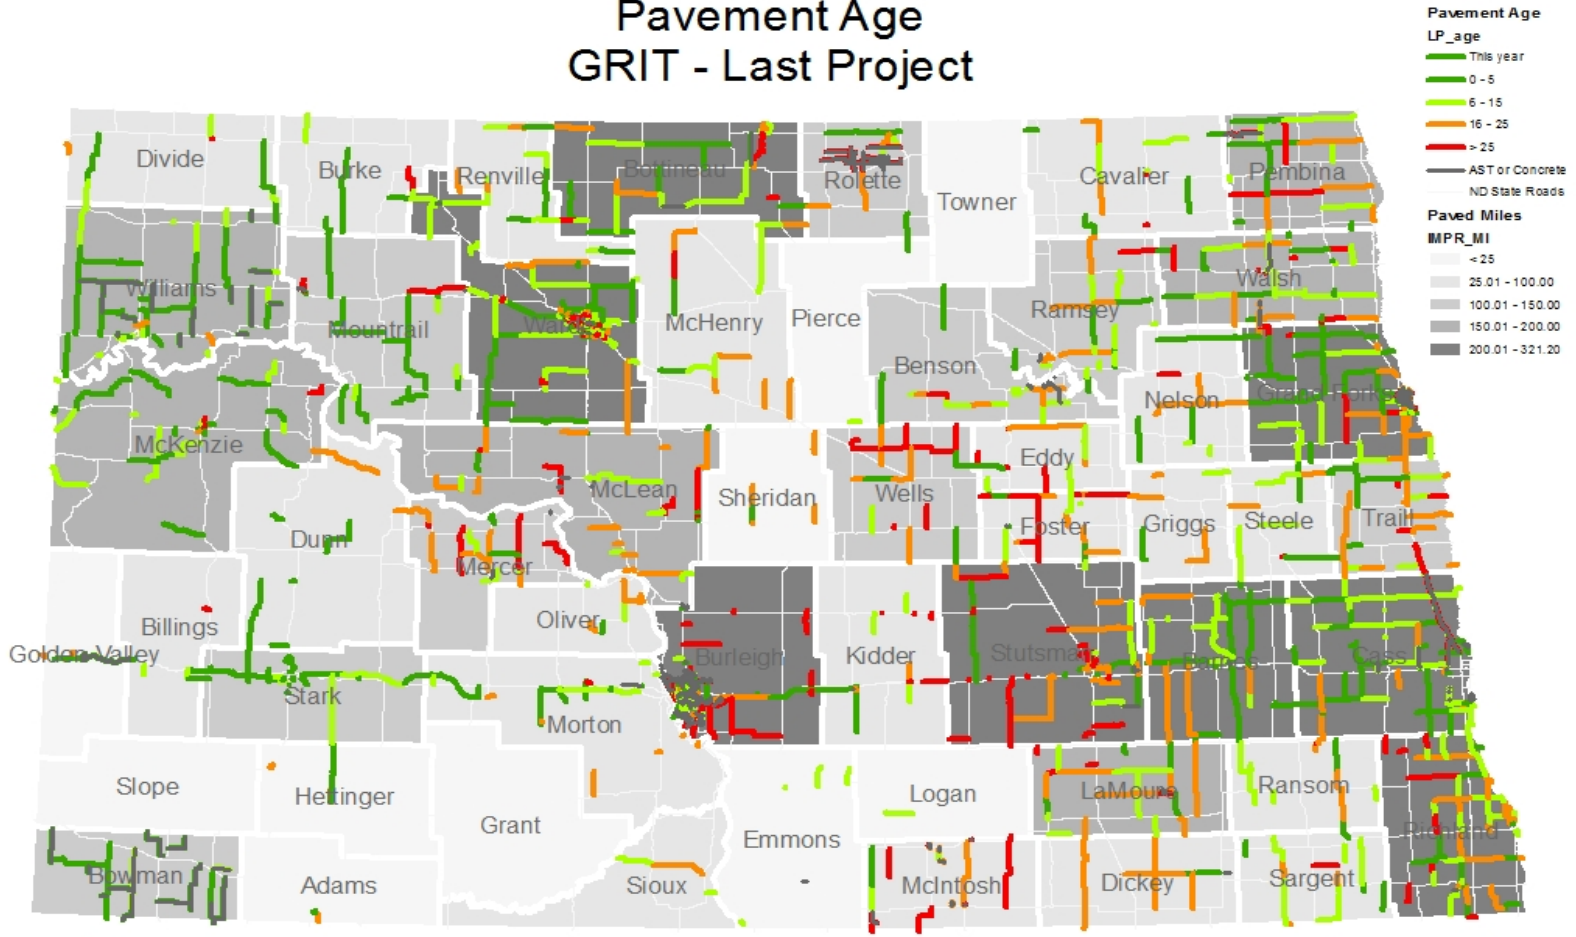 Pavement Age
GRIT - Last Project
Pavement Age
LP_age
This year
0 - 5
6 - 15
16 - 25
> 25
AST or Concrete
ND State Roads
Paved Miles
IMPR_MI
< 25
25.01 - 100.00
100.01 - 150.00
150.01 - 200.00
200.01 - 321.20
Divide
Burke
Renville
Bottineau
Rolette
Towner
Cavalier
Pembina
Williams
Mountrail
Ward
McHenry
Pierce
Benson
Ramsey
Walsh
McKenzie
Nelson
Grand Forks
Dunn
Mercer
McLean
Sheridan
Wells
Eddy
Foster
Griggs
Steele
Traill
Golden Valley
Billings
Stark
Oliver
Morton
Burleigh
Kidder
Stutsman
Barnes
Cass
Slope
Hettinger
Grant
Emmons
Logan
LaMoure
Ransom
Richland
Bowman
Adams
Sioux
McIntosh
Dickey
Sargent